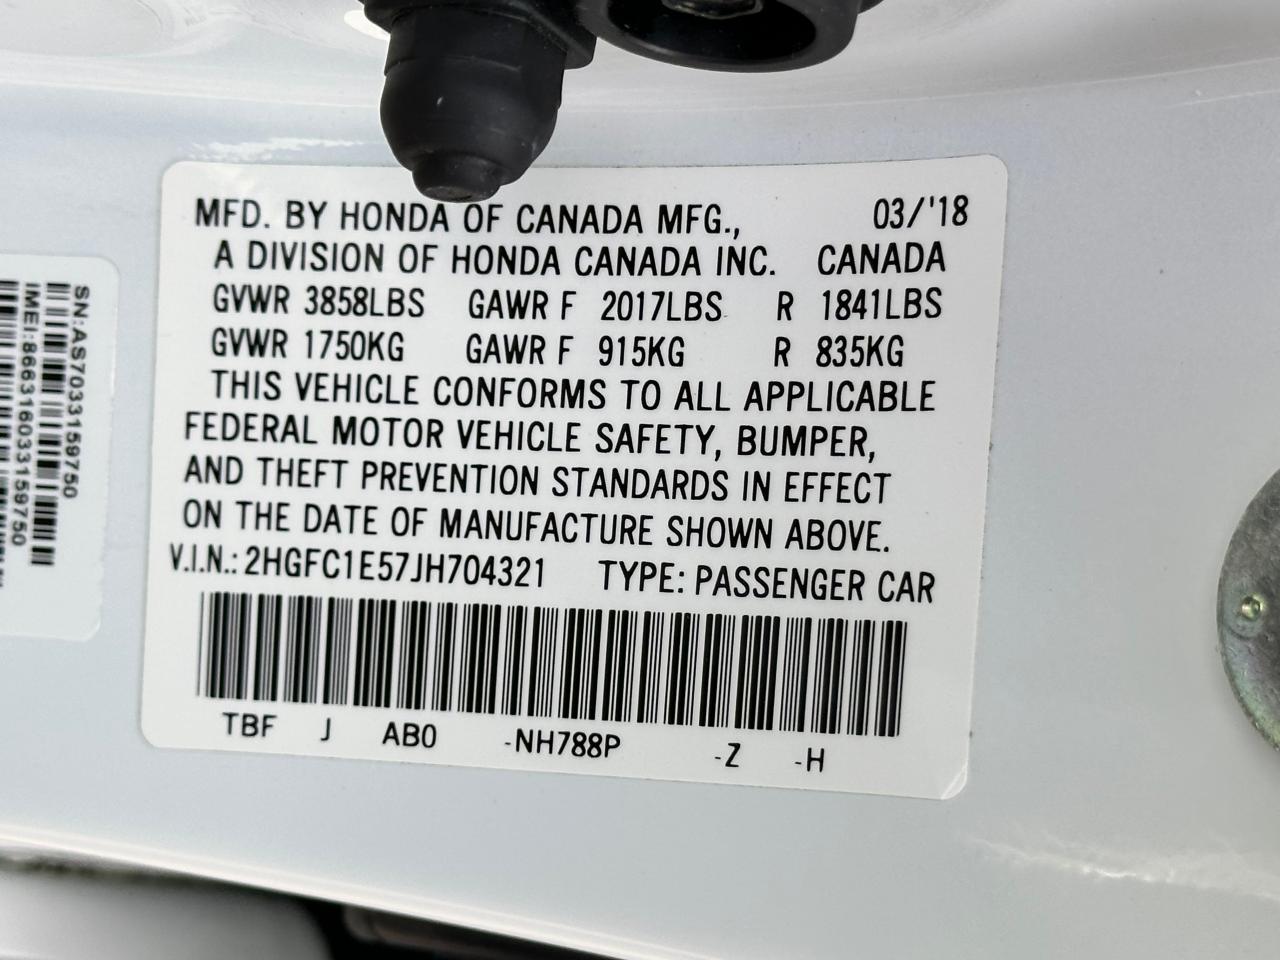 MFD. BY HONDA OF CANADA MFG., 03/'18
A DIVISION OF HONDA CANADA INC. CANADA
GVWR 3858LBS GAWR F 2017LBS R 1841LBS
GVWR 1750KG GAWR F 915KG R 835KG
THIS VEHICLE CONFORMS TO ALL APPLICABLE
FEDERAL MOTOR VEHICLE SAFETY, BUMPER,
AND THEFT PREVENTION STANDARDS IN EFFECT
ON THE DATE OF MANUFACTURE SHOWN ABOVE.
V.I.N.: 2HGFC1E57JH704321 TYPE: PASSENGER CAR
TBF J AB0 -NH788P -Z -H
SN:AS7033159750
IMEI:866316033159750